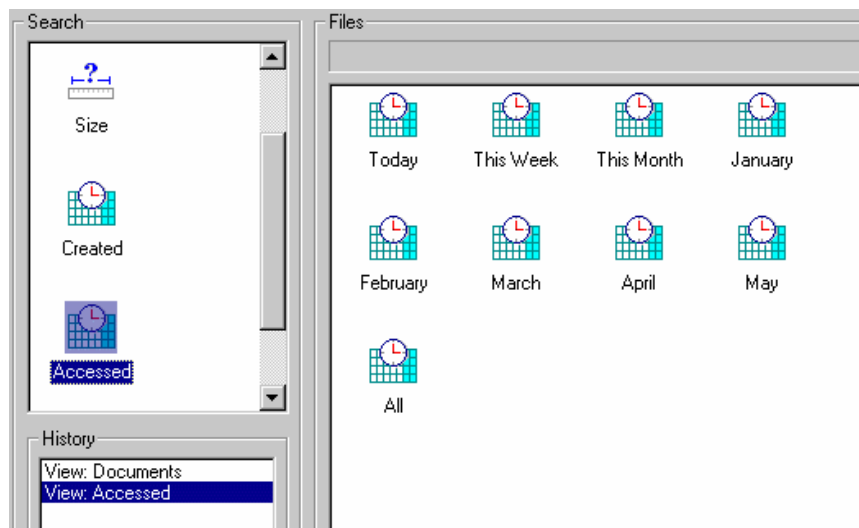 Search
?
Size
Created
Accessed
History
View: Documents
View: Accessed
Files
Today This Week This Month January
February March April May
All